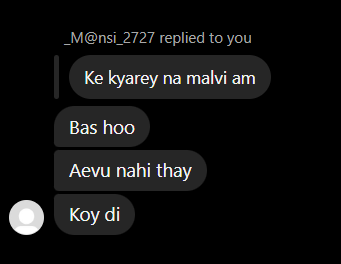 _M@nsi_2727 replied to you
Ke kyarey na malvi am
Bas hoo
Aevu nahi thay
Koy di